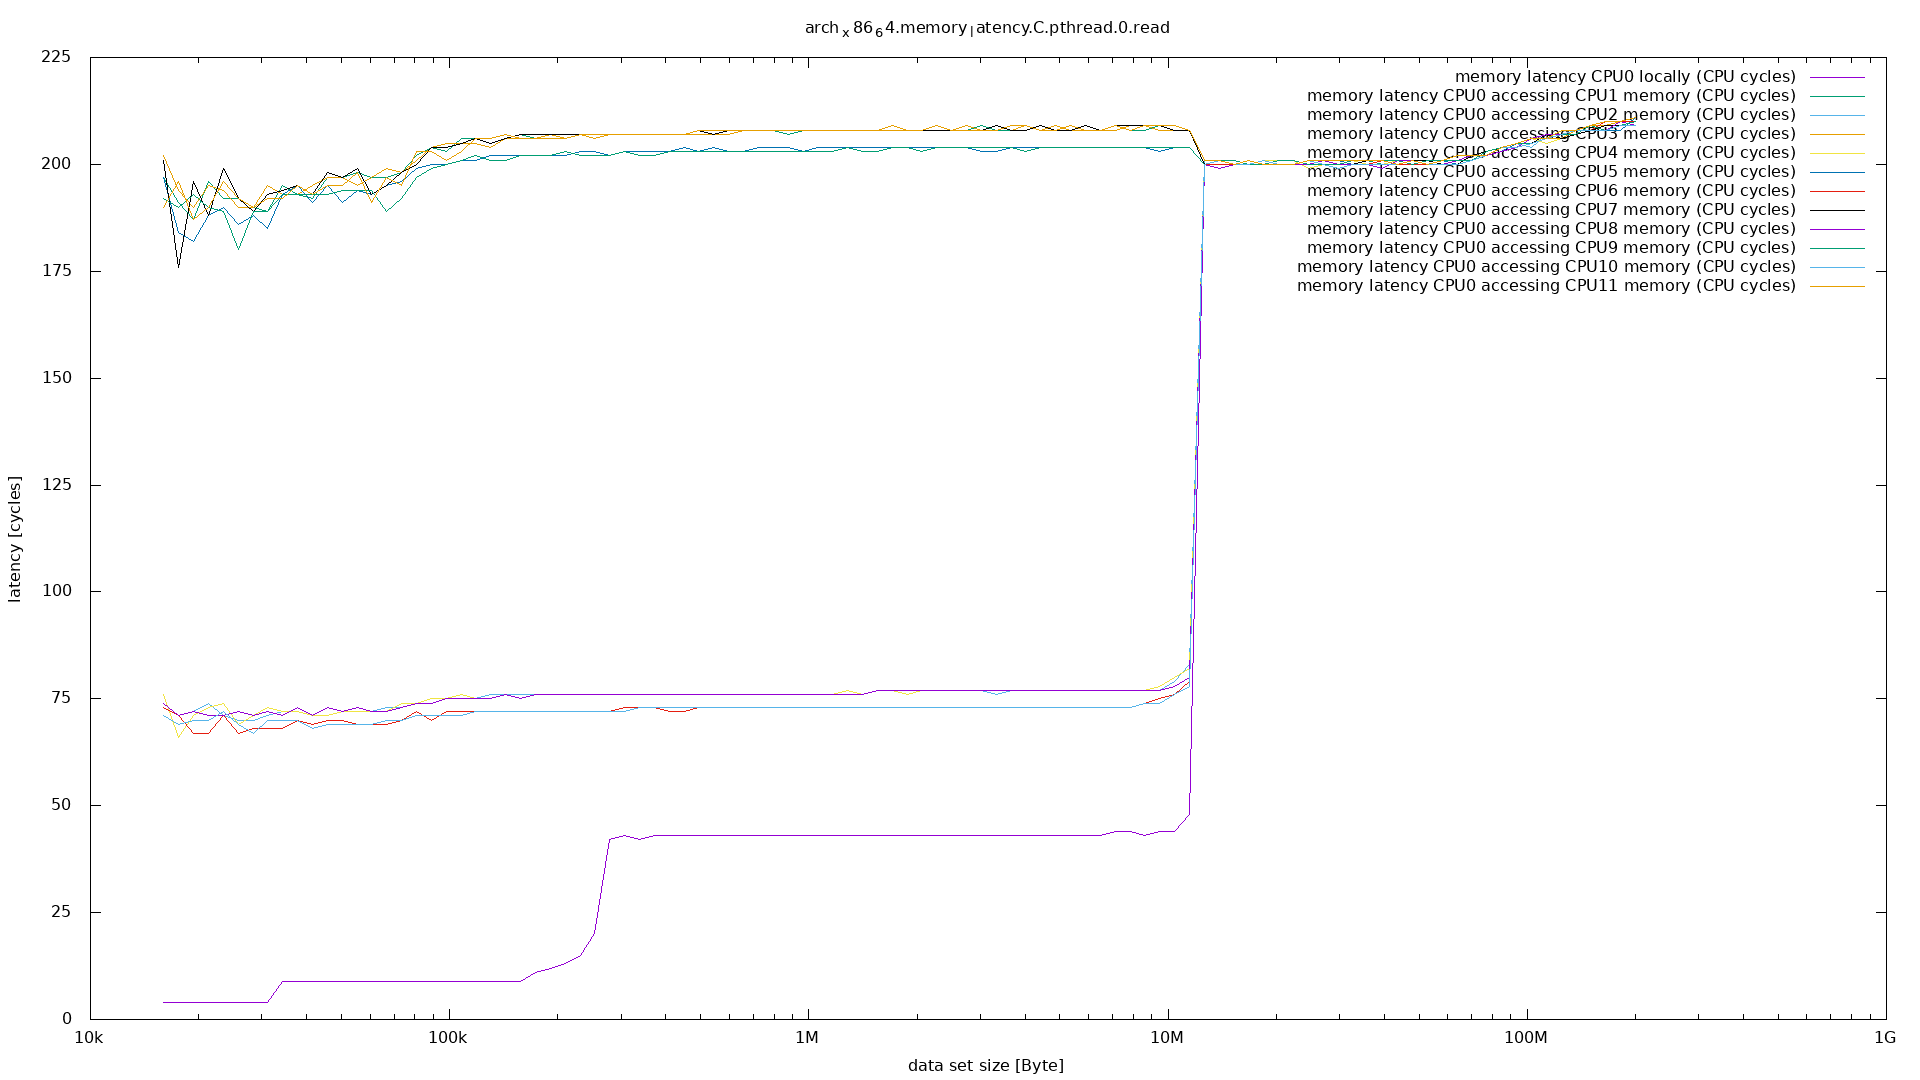 arch x 86 6 4.memory l atency.C.pthread.0.read
225
200
175
150
125
100
75
50
25
0
latency [cycles]
memory latency CPU0 locally (CPU cycles)
memory latency CPU0 accessing CPU1 memory (CPU cycles)
memory latency CPU0 accessing CPU2 memory (CPU cycles)
memory latency CPU0 accessing CPU3 memory (CPU cycles)
memory latency CPU0 accessing CPU4 memory (CPU cycles)
memory latency CPU0 accessing CPU5 memory (CPU cycles)
memory latency CPU0 accessing CPU6 memory (CPU cycles)
memory latency CPU0 accessing CPU7 memory (CPU cycles)
memory latency CPU0 accessing CPU8 memory (CPU cycles)
memory latency CPU0 accessing CPU9 memory (CPU cycles)
memory latency CPU0 accessing CPU10 memory (CPU cycles)
memory latency CPU0 accessing CPU11 memory (CPU cycles)
10k 100k 1M 10M 100M 1G
data set size [Byte]